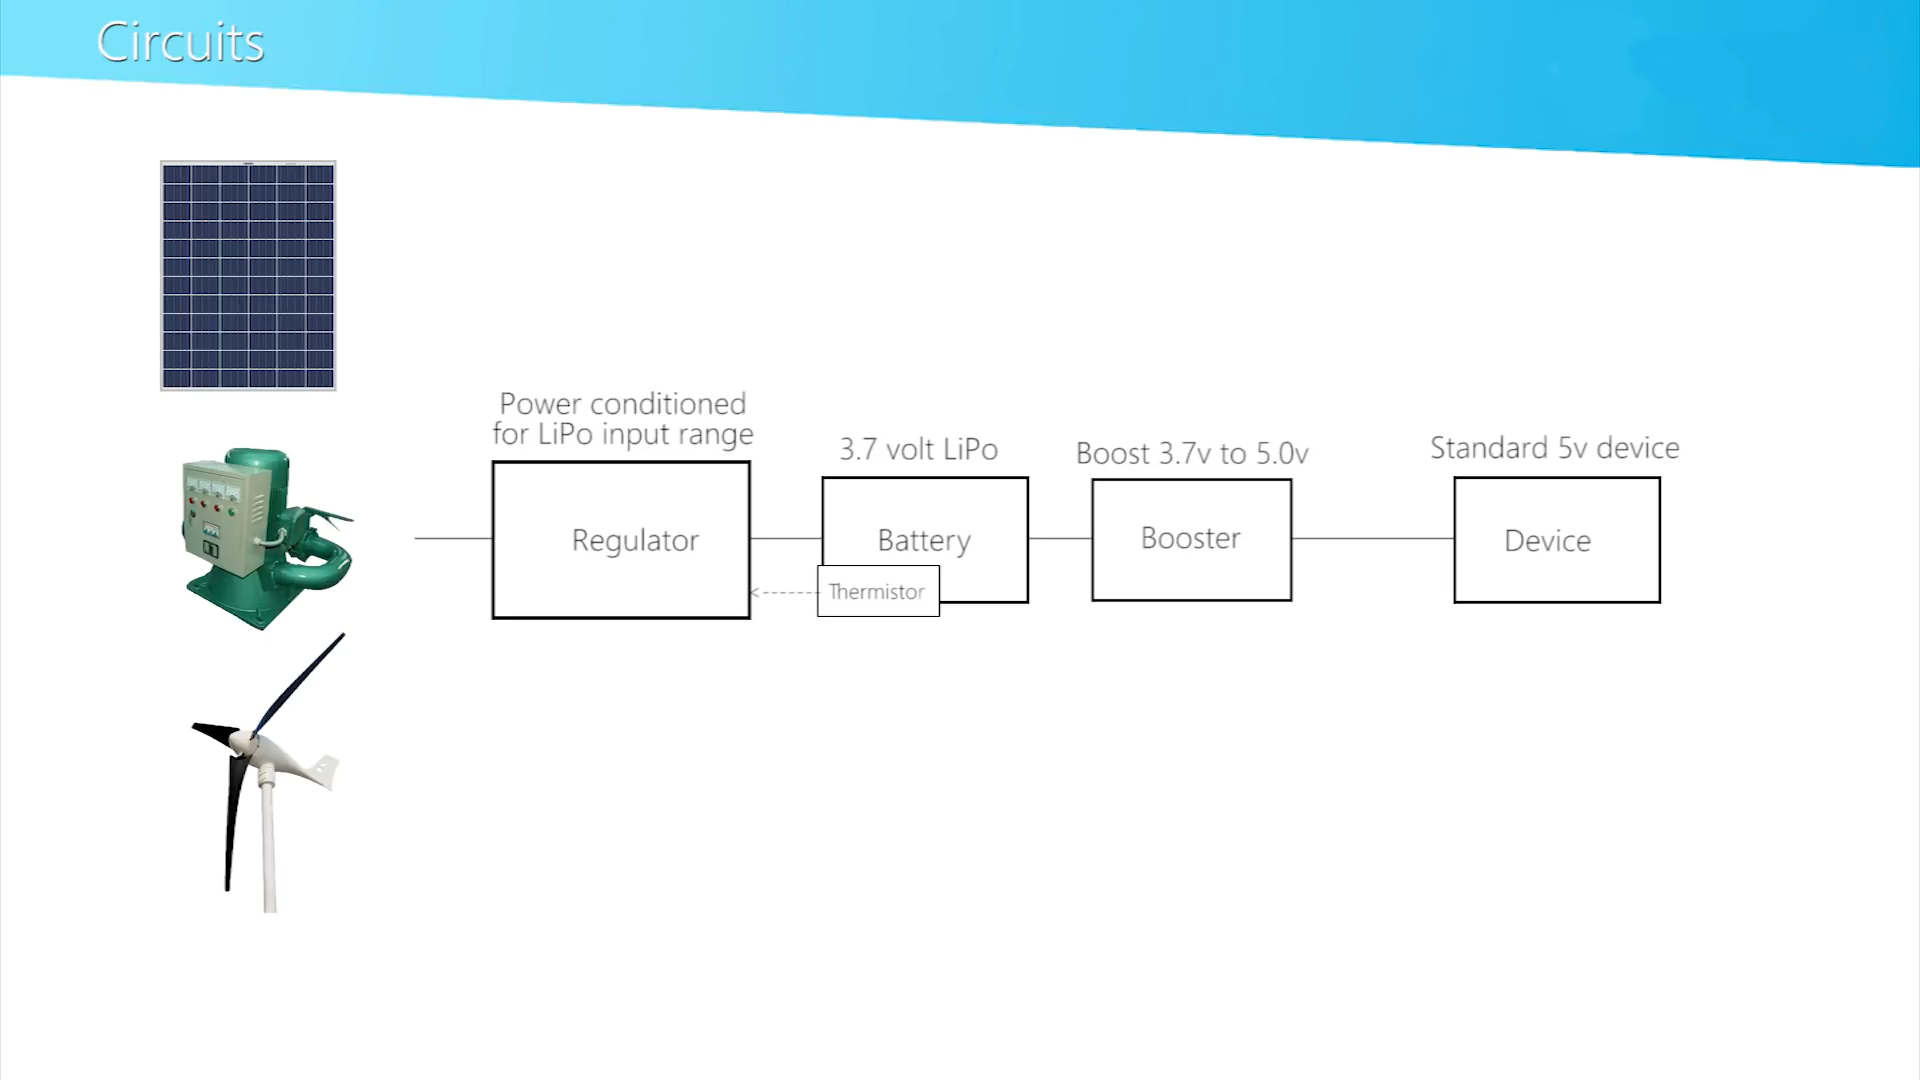 Circuits
Power conditioned
for LiPo input range
3.7 volt LiPo
Boost 3.7v to 5.0v
Standard 5v device
Regulator
Battery
Booster
Device
Thermistor